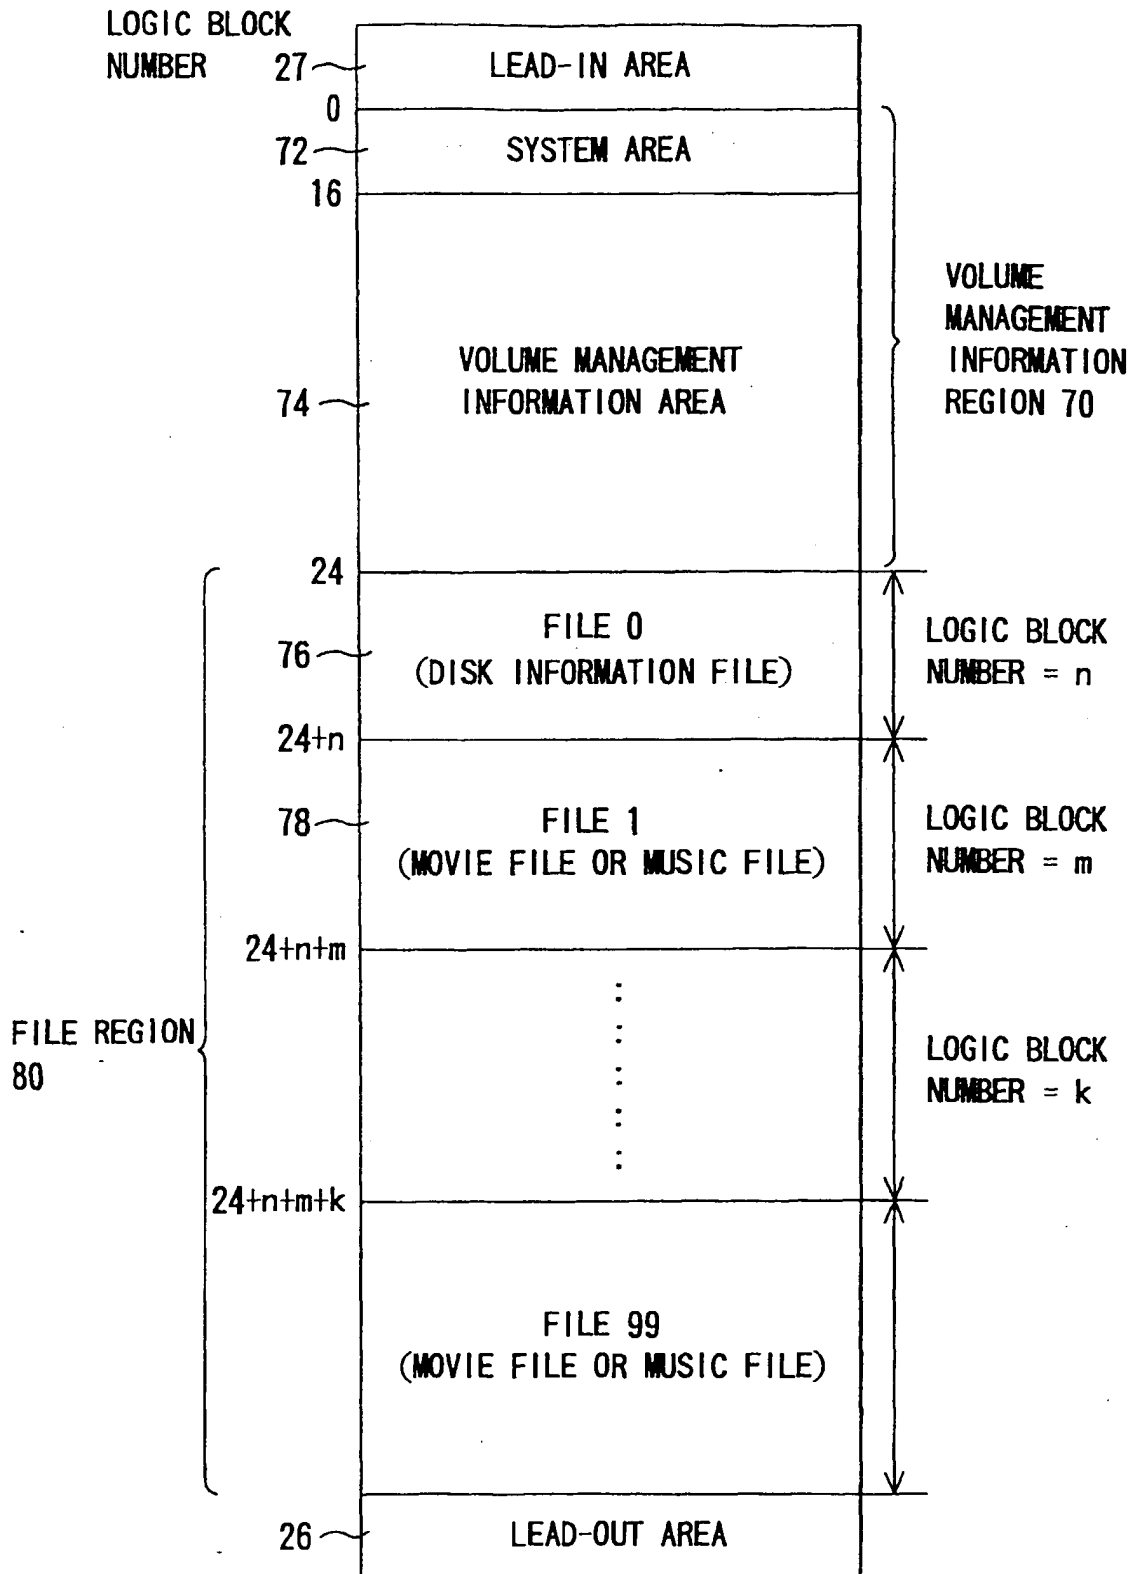 LOGIC BLOCK
NUMBER
27
LEAD-IN AREA
0
72
SYSTEM AREA
16
VOLUME
MANAGEMENT
INFORMATION
REGION 70
74
VOLUME MANAGEMENT
INFORMATION AREA
24
76
FILE 0
(DISK INFORMATION FILE)
LOGIC BLOCK
NUMBER = n
24+n
78
FILE 1
(MOVIE FILE OR MUSIC FILE)
LOGIC BLOCK
NUMBER = m
24+n+m
FILE REGION
80
LOGIC BLOCK
NUMBER = k
24+n+m+k
FILE 99
(MOVIE FILE OR MUSIC FILE)
26
LEAD-OUT AREA